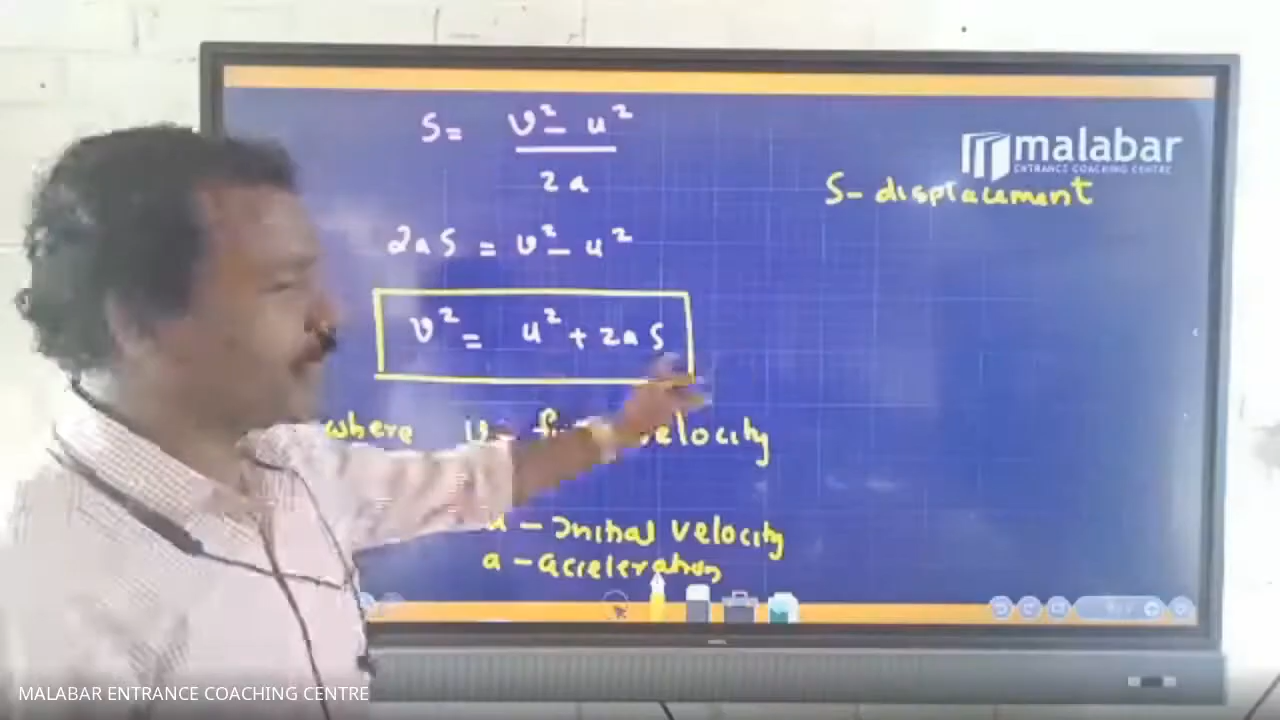 S = v² - u²
2a
2aS = v² - u²
v² = u² + 2aS
where v - velocity
u - Initial velocity
a - acceleration
malabar
ENTRANCE COACHING CENTRE
S - displacement
MALABAR ENTRANCE COACHING CENTRE